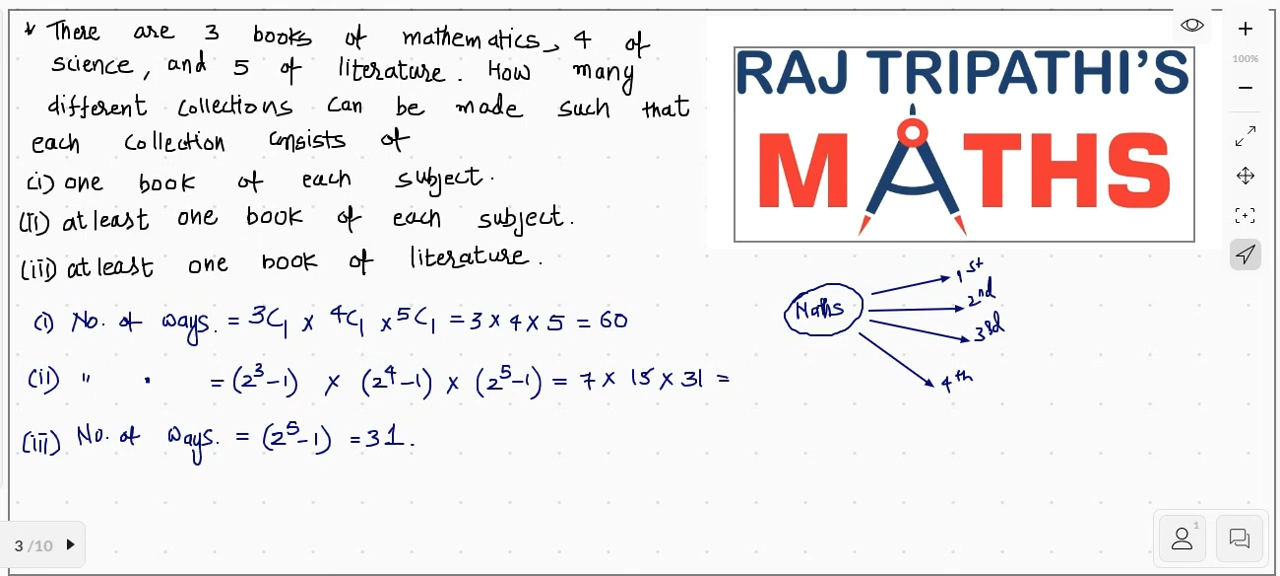 * There are 3 books of mathematics, 4 of
science, and 5 of literature. How many
different collections can be made such that
each collection consists of
(i) one book of each subject.
(ii) atleast one book of each subject.
(iii) atleast one book of literature.
(i) No. of ways. = 3C1 × 4C1 × 5C1 = 3 × 4 × 5 = 60
(ii) " . = (2^3-1) × (2^4-1) × (2^5-1) = 7 × 15 × 31 =
(iii) No. of ways. = (2^5-1) = 31.
RAJ TRIPATHI'S
MATHS
Maths
1st
2nd
3rd
4th
100%
3 / 10
1